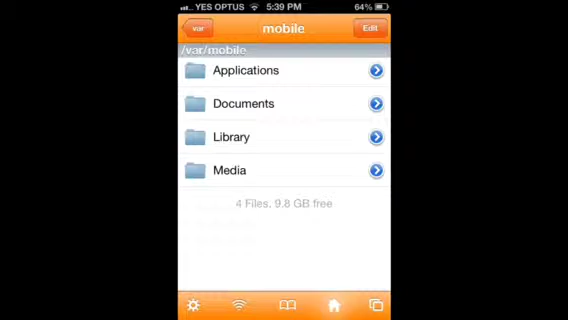 YES OPTUS 5:39 PM 64%
var mobile Edit
/var/mobile
Applications
Documents
Library
Media
4 Files, 9.8 GB free